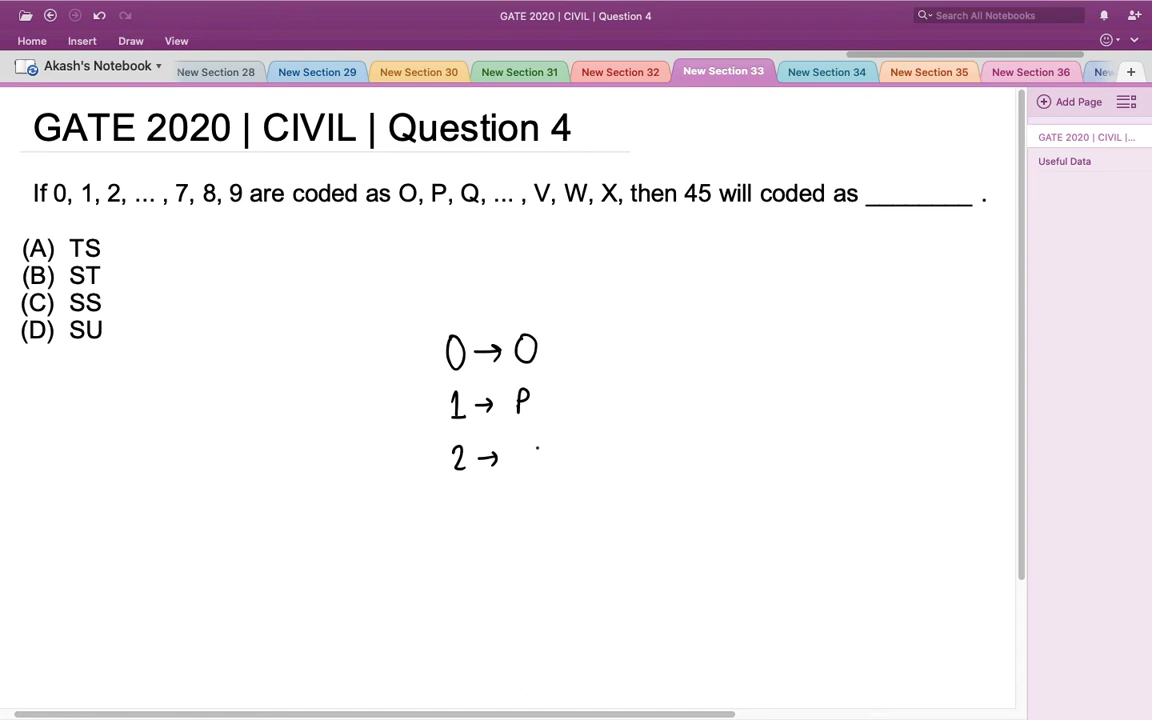 GATE 2020 | CIVIL | Question 4
Search All Notebooks
Home Insert Draw View
Akash's Notebook New Section 28 New Section 29 New Section 30 New Section 31 New Section 32 New Section 33 New Section 34 New Section 35 New Section 36 Nev
GATE 2020 | CIVIL | Question 4
Add Page
GATE 2020 | CIVIL |...
Useful Data
If 0, 1, 2, ... , 7, 8, 9 are coded as O, P, Q, ... , V, W, X, then 45 will coded as ________ .
(A) TS
(B) ST
(C) SS
(D) SU
0 → O
1 → P
2 →